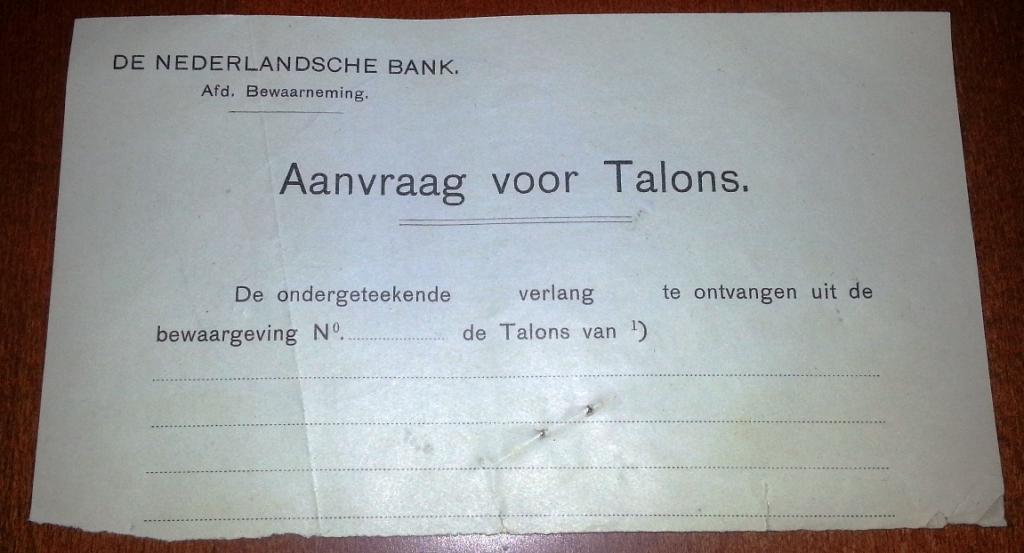 DE NEDERLANDSCHE BANK.
Afd. Bewaarneming.
Aanvraag voor Talons.
De ondergeteekende verlang te ontvangen uit de
bewaargeving Nº. de Talons van ¹)